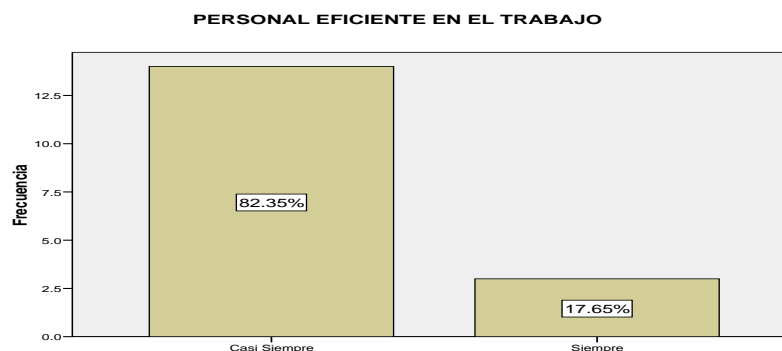 PERSONAL EFICIENTE EN EL TRABAJO
Frecuencia
12.5
10.0
7.5
5.0
2.5
0.0
82.35%
17.65%
Casi Siempre
Siempre